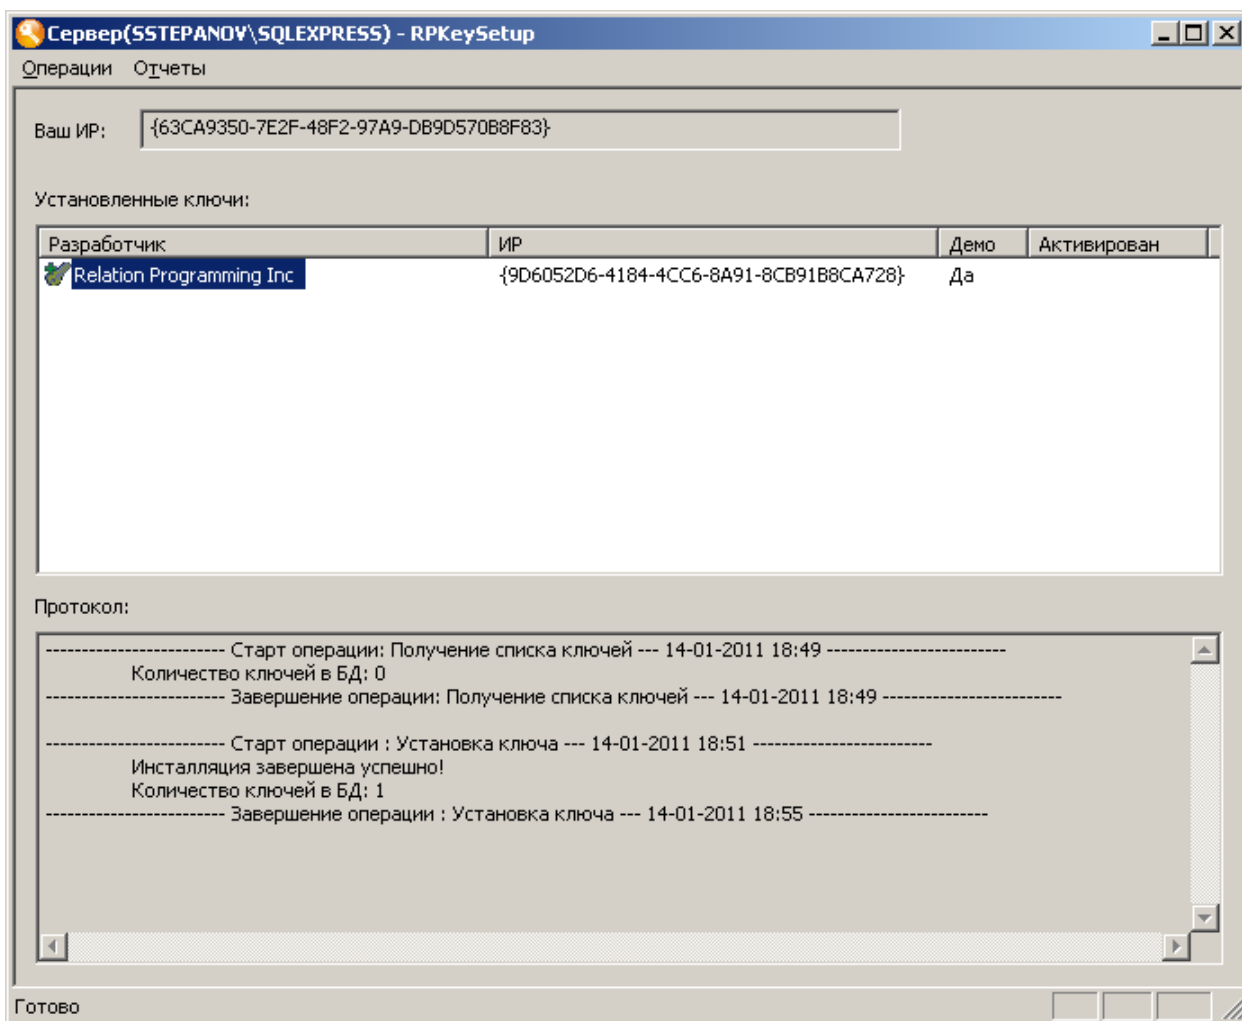 Сервер(SSTEPANOV\SQLEXPRESS) - RPKeySetup
Операции Отчеты
Ваш ИР: {63CA9350-7E2F-48F2-97A9-DB9D570B8F83}
Установленные ключи:
Разработчик ИР Демо Активирован
Relation Programming Inc {9D6052D6-4184-4CC6-8A91-8CB91B8CA728} Да
Протокол:
------------------------- Старт операции: Получение списка ключей --- 14-01-2011 18:49 -------------------------
Количество ключей в БД: 0
------------------------- Завершение операции: Получение списка ключей --- 14-01-2011 18:49 -------------------------
------------------------- Старт операции : Установка ключа --- 14-01-2011 18:51 -------------------------
Инсталляция завершена успешно!
Количество ключей в БД: 1
------------------------- Завершение операции : Установка ключа --- 14-01-2011 18:55 -------------------------
Готово